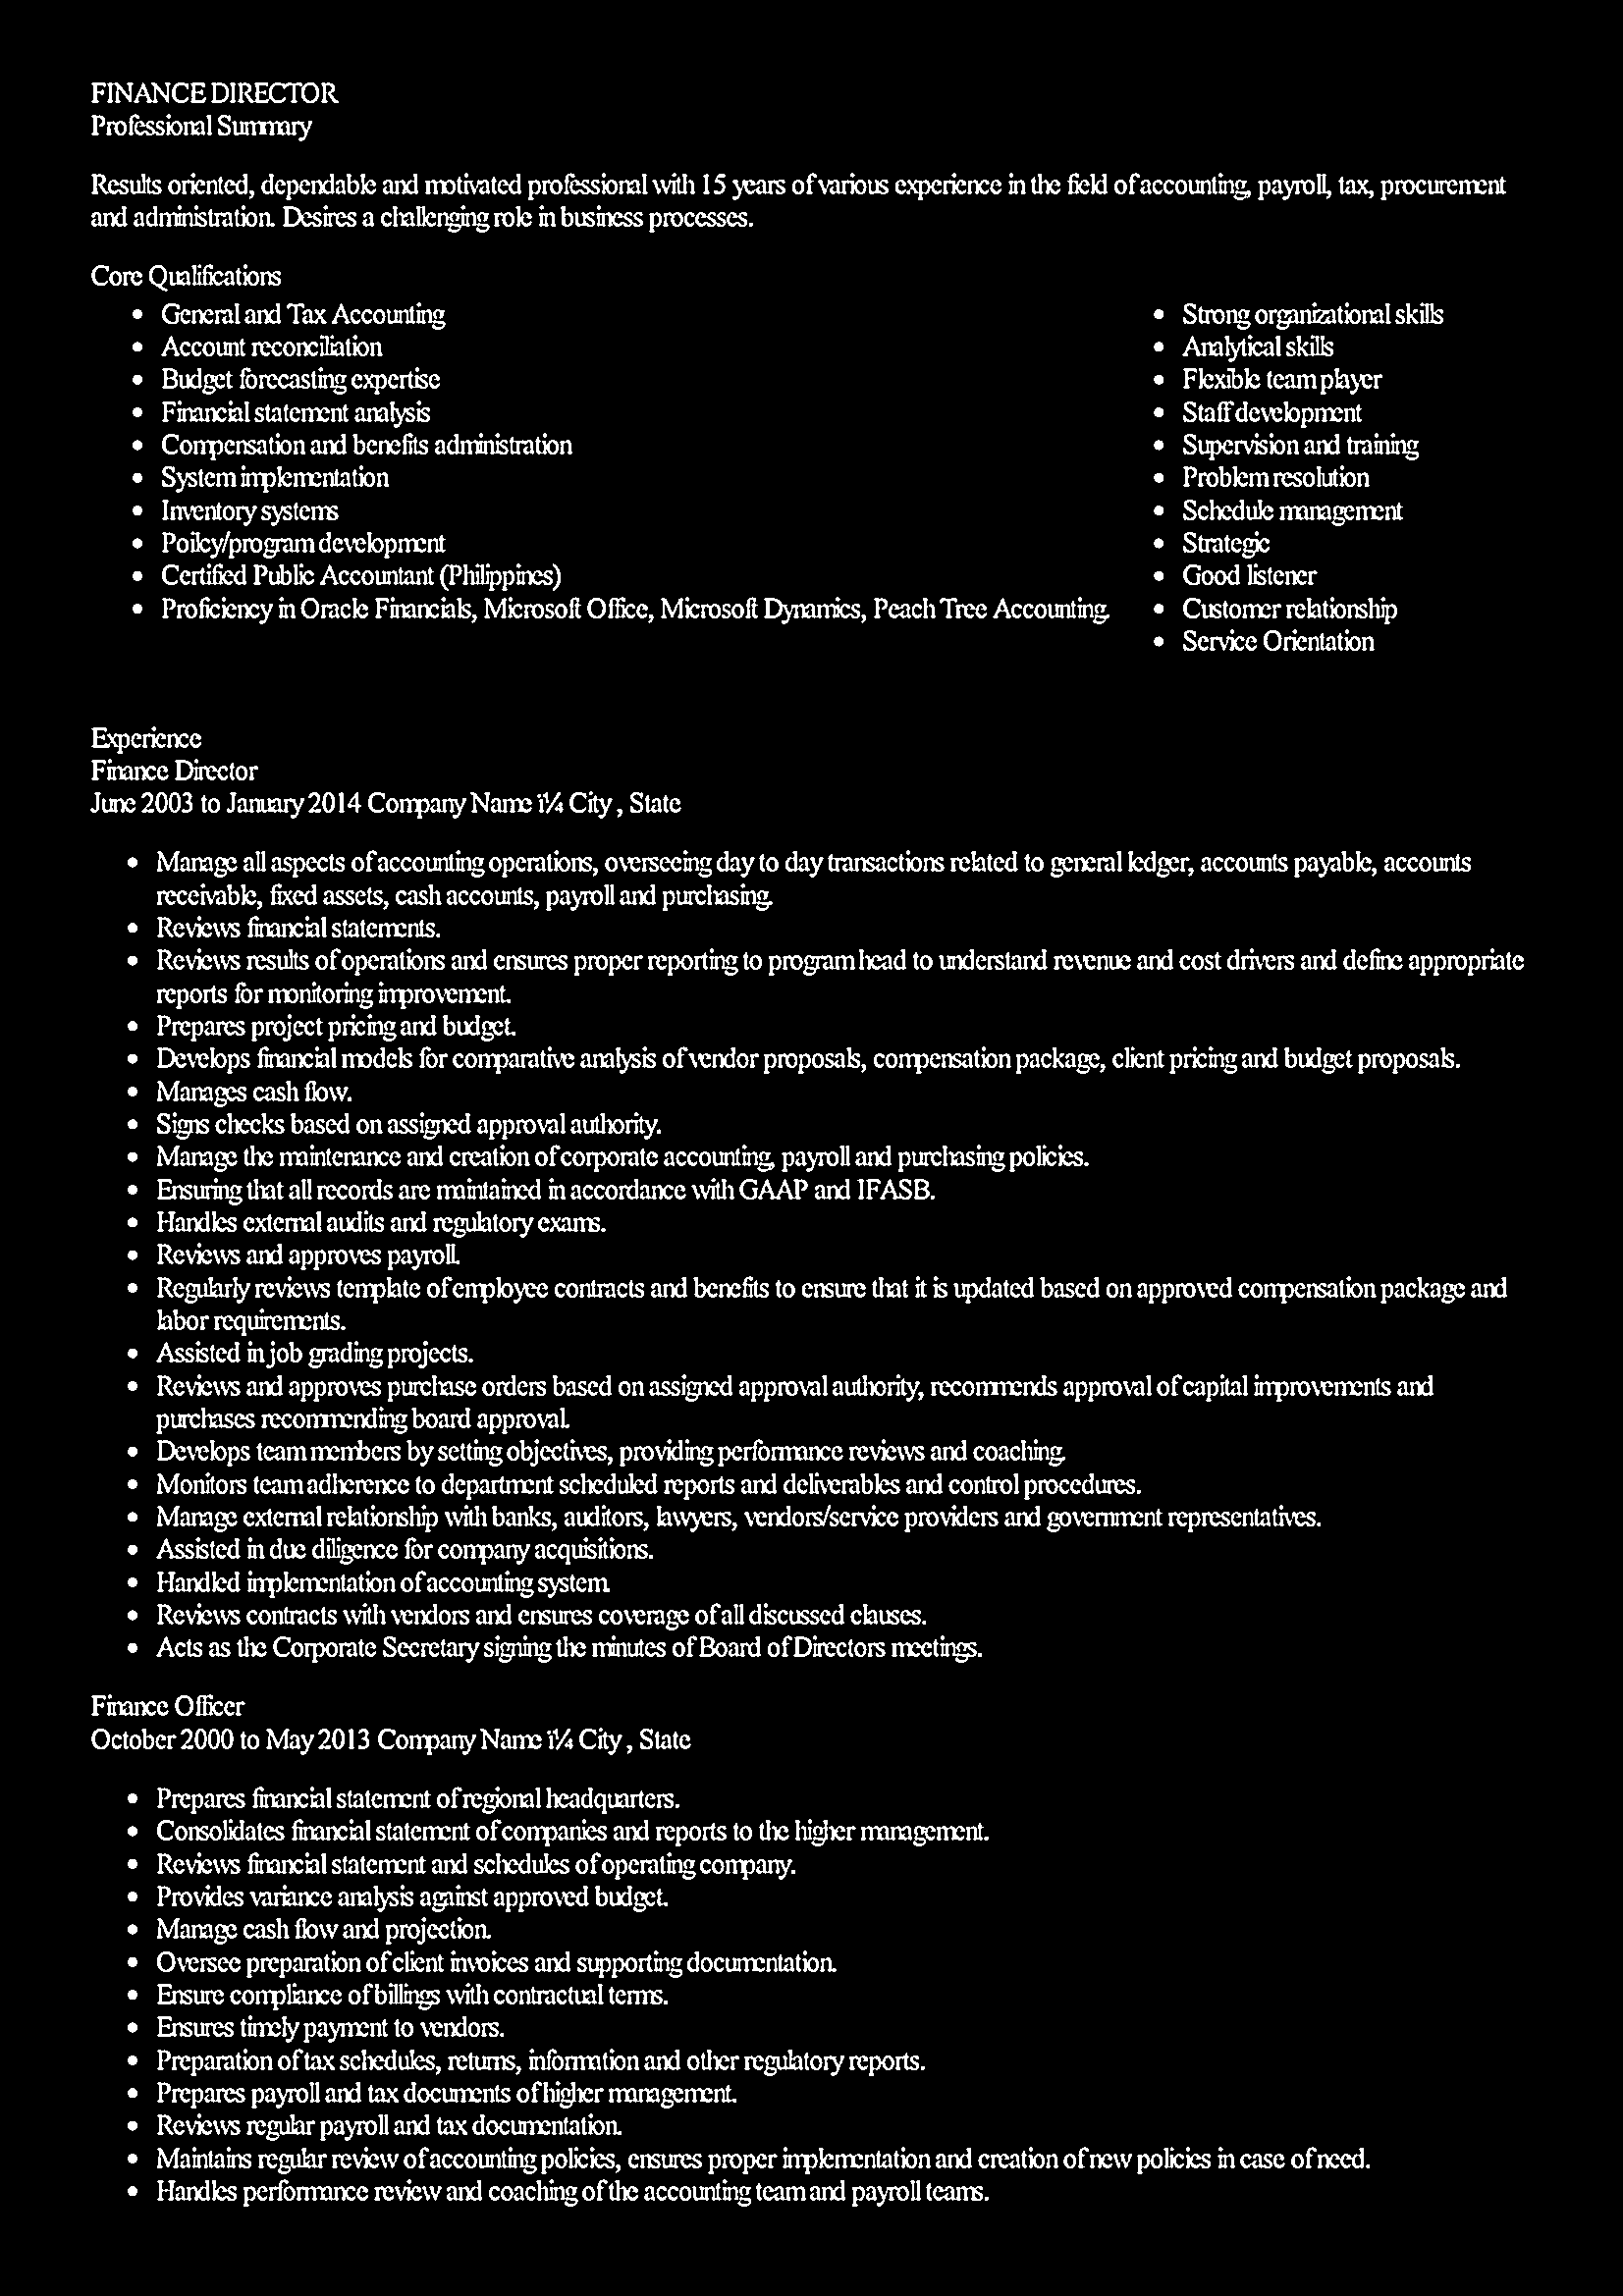 FINANCE DIRECTOR
Professional Summary
Results oriented, dependable and motivated professional with 15 years of various experience in the field of accounting, payroll, tax, procurement
and administration. Desires a challenging role in business processes.
Core Qualifications
• General and Tax Accounting
• Account reconciliation
• Budget forecasting expertise
• Financial statement analysis
• Compensation and benefits administration
• System implementation
• Inventory systems
• Poilcy/program development
• Certified Public Accountant (Philippines)
• Proficiency in Oracle Financials, Microsoft Office, Microsoft Dynamics, Peach Tree Accounting.
• Strong organizational skills
• Analytical skills
• Flexible team player
• Staff development
• Supervision and training
• Problem resolution
• Schedule management
• Strategic
• Good listener
• Customer relationship
• Service Orientation
Experience
Finance Director
June 2003 to January 2014 Company Name ï¼ City , State
• Manage all aspects of accounting operations, overseeing day to day transactions related to general ledger, accounts payable, accounts
receivable, fixed assets, cash accounts, payroll and purchasing.
• Reviews financial statements.
• Reviews results of operations and ensures proper reporting to program head to understand revenue and cost drivers and define appropriate
reports for monitoring improvement.
• Prepares project pricing and budget.
• Develops financial models for comparative analysis of vendor proposals, compensation package, client pricing and budget proposals.
• Manages cash flow.
• Signs checks based on assigned approval authority.
• Manage the maintenance and creation of corporate accounting, payroll and purchasing policies.
• Ensuring that all records are maintained in accordance with GAAP and IFASB.
• Handles external audits and regulatory exams.
• Reviews and approves payroll.
• Regularly reviews template of employee contracts and benefits to ensure that it is updated based on approved compensation package and
labor requirements.
• Assisted in job grading projects.
• Reviews and approves purchase orders based on assigned approval authority, recommends approval of capital improvements and
purchases recommending board approval.
• Develops team members by setting objectives, providing performance reviews and coaching.
• Monitors team adherence to department scheduled reports and deliverables and control procedures.
• Manage external relationship with banks, auditors, lawyers, vendors/service providers and government representatives.
• Assisted in due diligence for company acquisitions.
• Handled implementation of accounting system.
• Reviews contracts with vendors and ensures coverage of all discussed clauses.
• Acts as the Corporate Secretary signing the minutes of Board of Directors meetings.
Finance Officer
October 2000 to May 2013 Company Name ï¼ City , State
• Prepares financial statement of regional headquarters.
• Consolidates financial statement of companies and reports to the higher management.
• Reviews financial statement and schedules of operating company.
• Provides variance analysis against approved budget.
• Manage cash flow and projection.
• Oversee preparation of client invoices and supporting documentation.
• Ensure compliance of billings with contractual terms.
• Ensures timely payment to vendors.
• Preparation of tax schedules, returns, information and other regulatory reports.
• Prepares payroll and tax documents of higher management.
• Reviews regular payroll and tax documentation.
• Maintains regular review of accounting policies, ensures proper implementation and creation of new policies in case of need.
• Handles performance review and coaching of the accounting team and payroll teams.